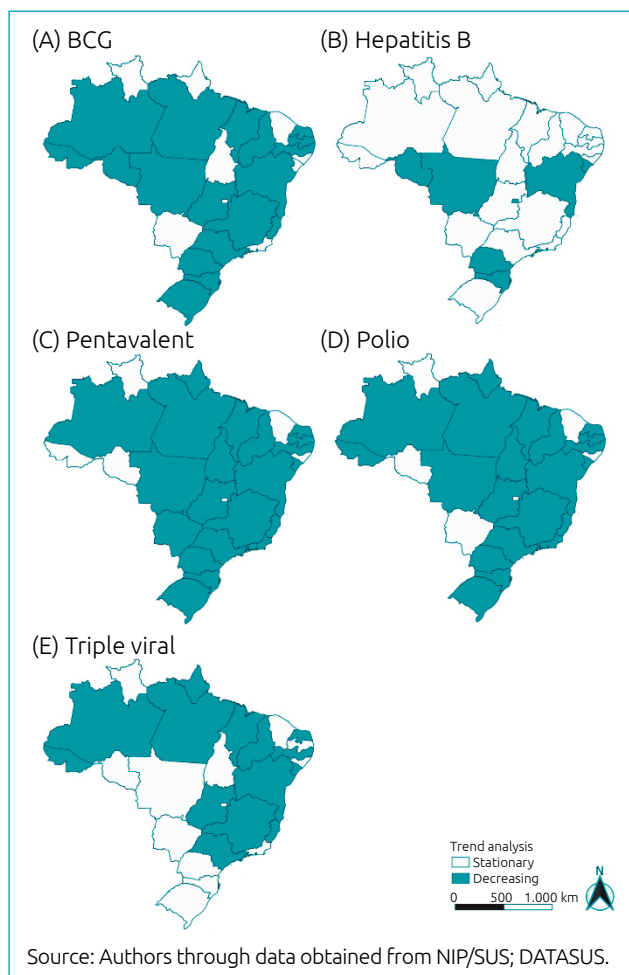 (A) BCG
(B) Hepatitis B
(C) Pentavalent
(D) Polio
(E) Triple viral
Trend analysis
Stationary
Decreasing
N
0 500 1.000 km
Source: Authors through data obtained from NIP/SUS; DATASUS.